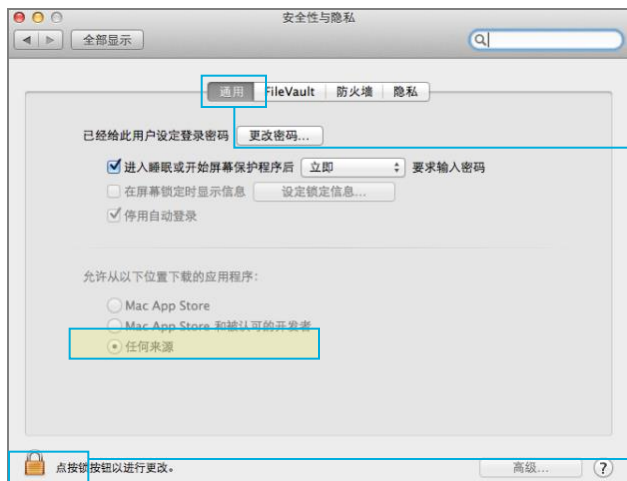 安全性与隐私
全部显示
通用 FileVault 防火墙 隐私
已经给此用户设定登录密码 更改密码...
进入睡眠或开始屏幕保护程序后 立即 要求输入密码
在屏幕锁定时显示信息 设定锁定信息...
停用自动登录
允许从以下位置下载的应用程序:
Mac App Store
Mac App Store 和被认可的开发者
任何来源
点按锁按钮以进行更改。 高级... ?